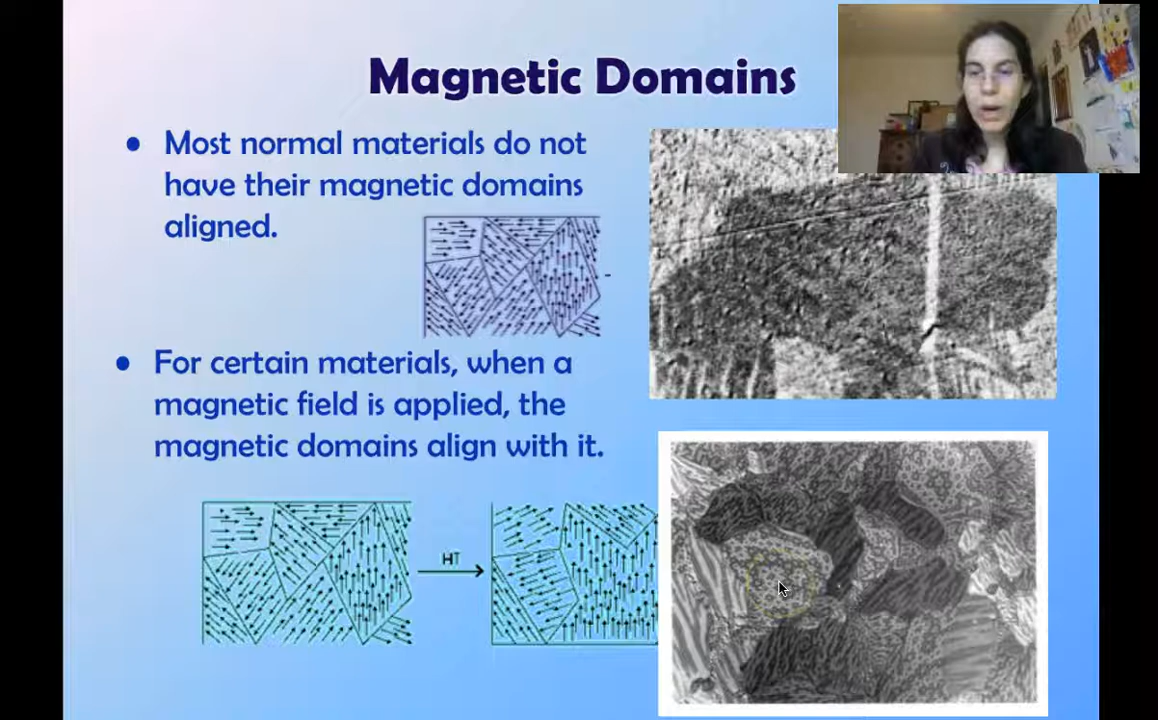 Magnetic Domains
• Most normal materials do not
have their magnetic domains
aligned.
• For certain materials, when a
magnetic field is applied, the
magnetic domains align with it.
H↑